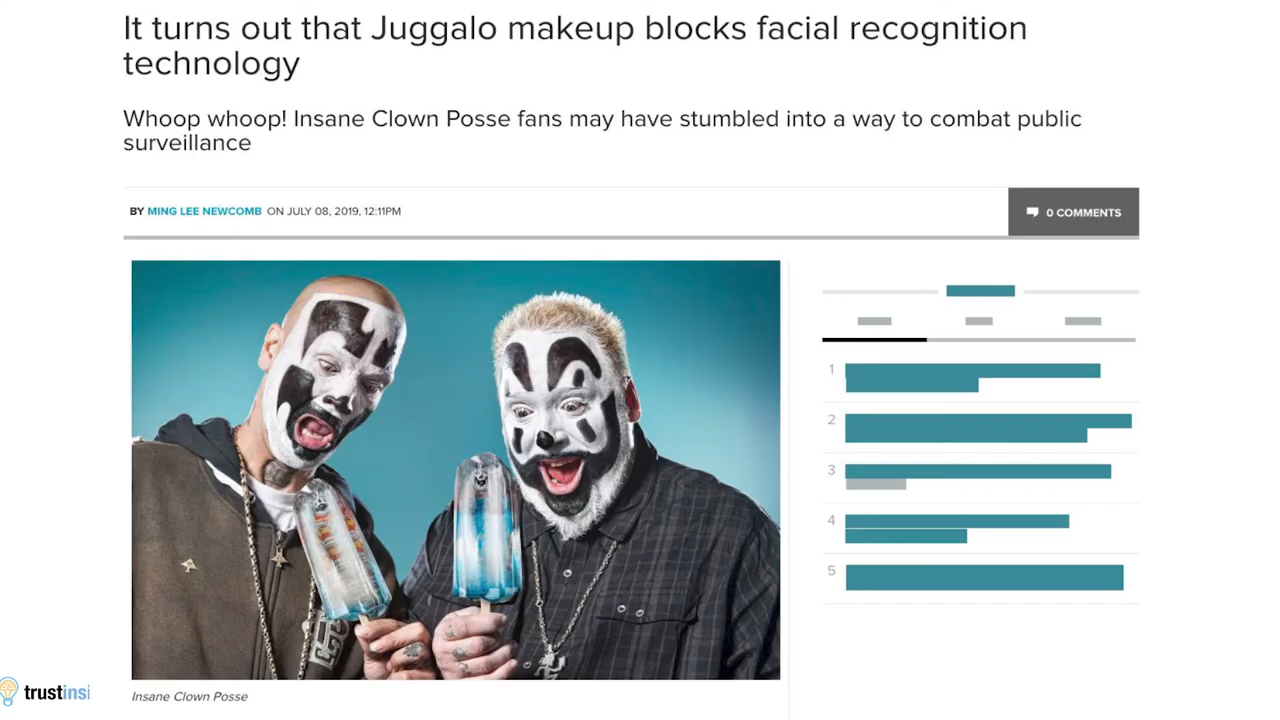 It turns out that Juggalo makeup blocks facial recognition
technology
Whoop whoop! Insane Clown Posse fans may have stumbled into a way to combat public
surveillance
BY MING LEE NEWCOMB ON JULY 08, 2019, 12:11PM
0 COMMENTS
1
2
3
4
5
Insane Clown Posse
trustinsi